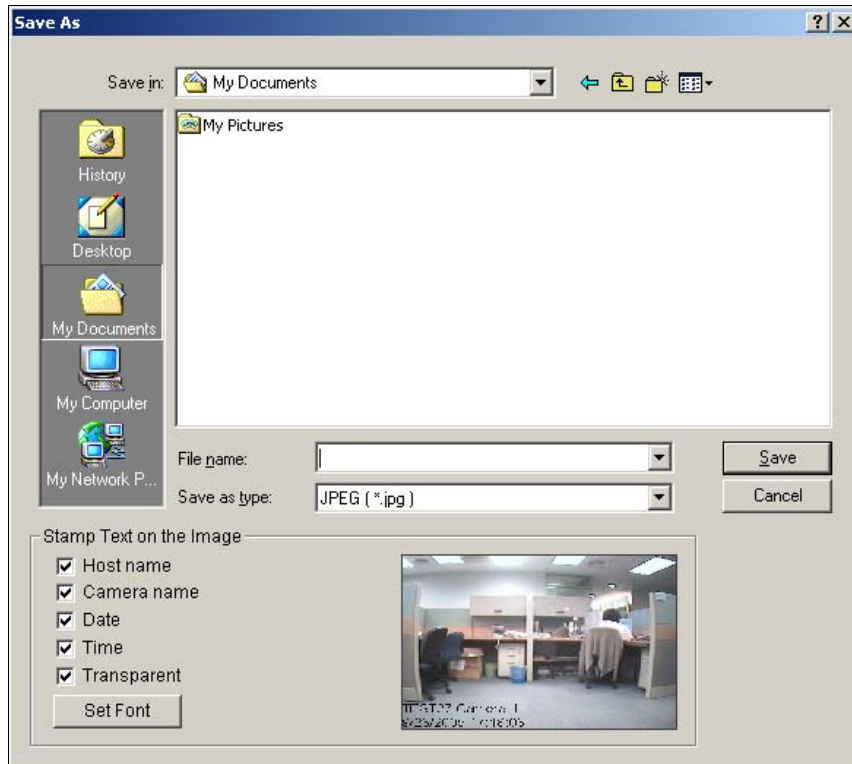 Save As
Save in:
My Documents
My Pictures
History
Desktop
My Documents
My Computer
My Network P...
File name:
Save
Save as type:
JPEG ( *.jpg )
Cancel
Stamp Text on the Image
Host name
Camera name
Date
Time
Transparent
Set Font